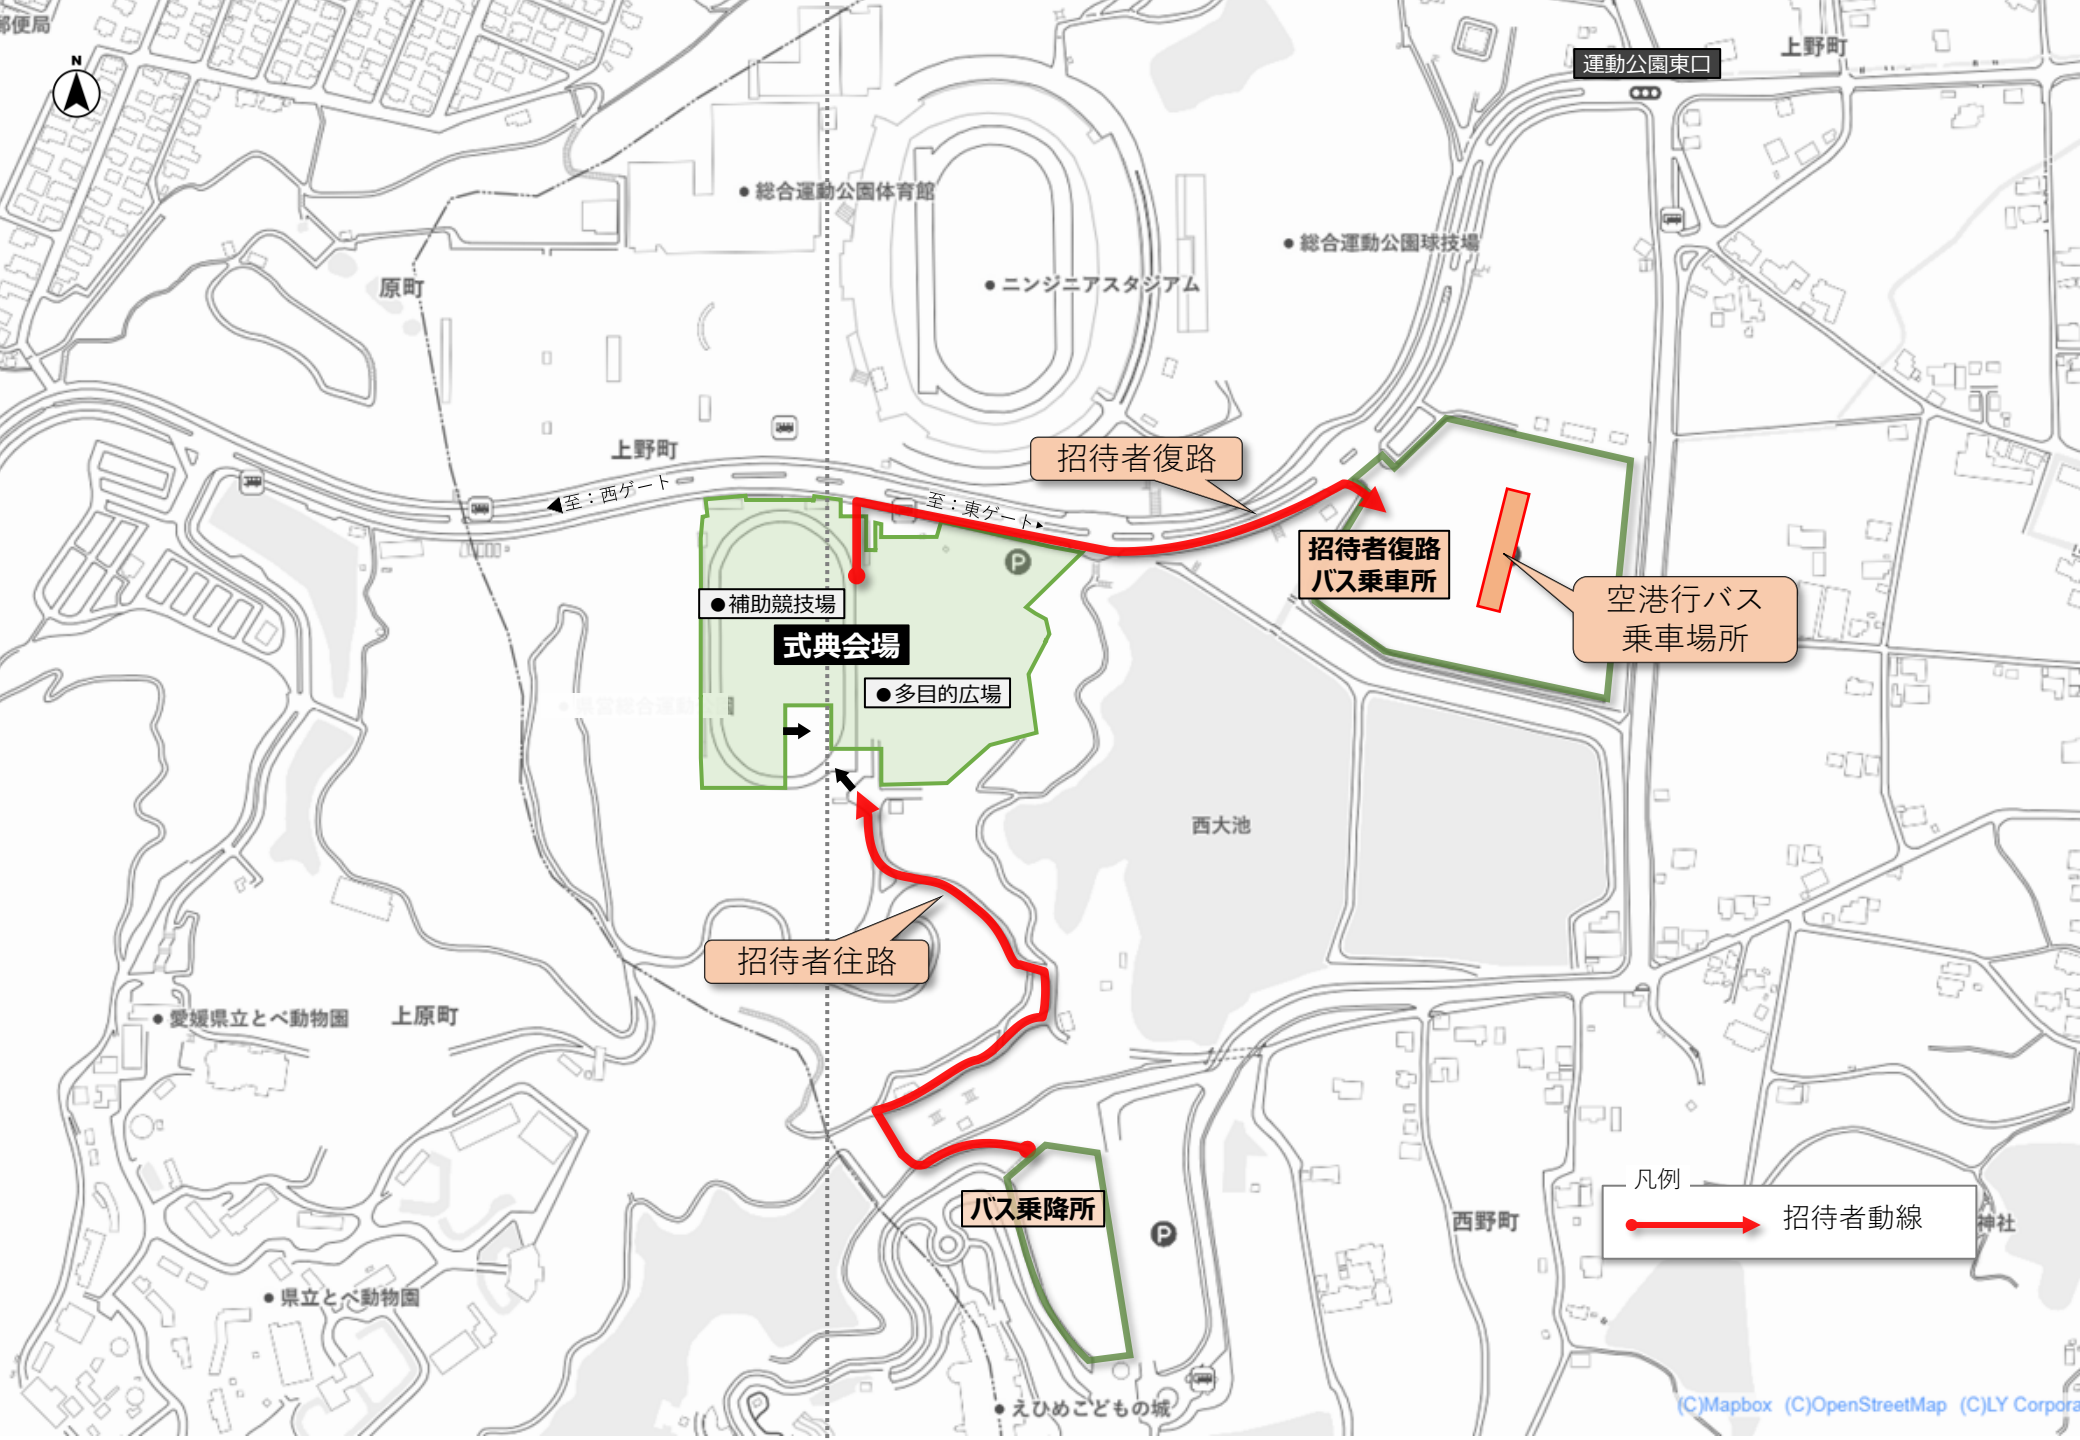 郵便局
N
運動公園東口
上野町
総合運動公園体育館
総合運動公園球技場
ニンジニアスタジアム
原町
上野町
招待者復路
至：西ゲート
至：東ゲート
P
招待者復路
バス乗車所
空港行バス
乗車場所
●補助競技場
式典会場
●多目的広場
西大池
招待者往路
愛媛県立とべ動物園
上原町
バス乗降所
P
凡例
招待者動線
西野町
神社
県立とべ動物園
えひめこどもの城
(C)Mapbox (C)OpenStreetMap (C)LY Corpora